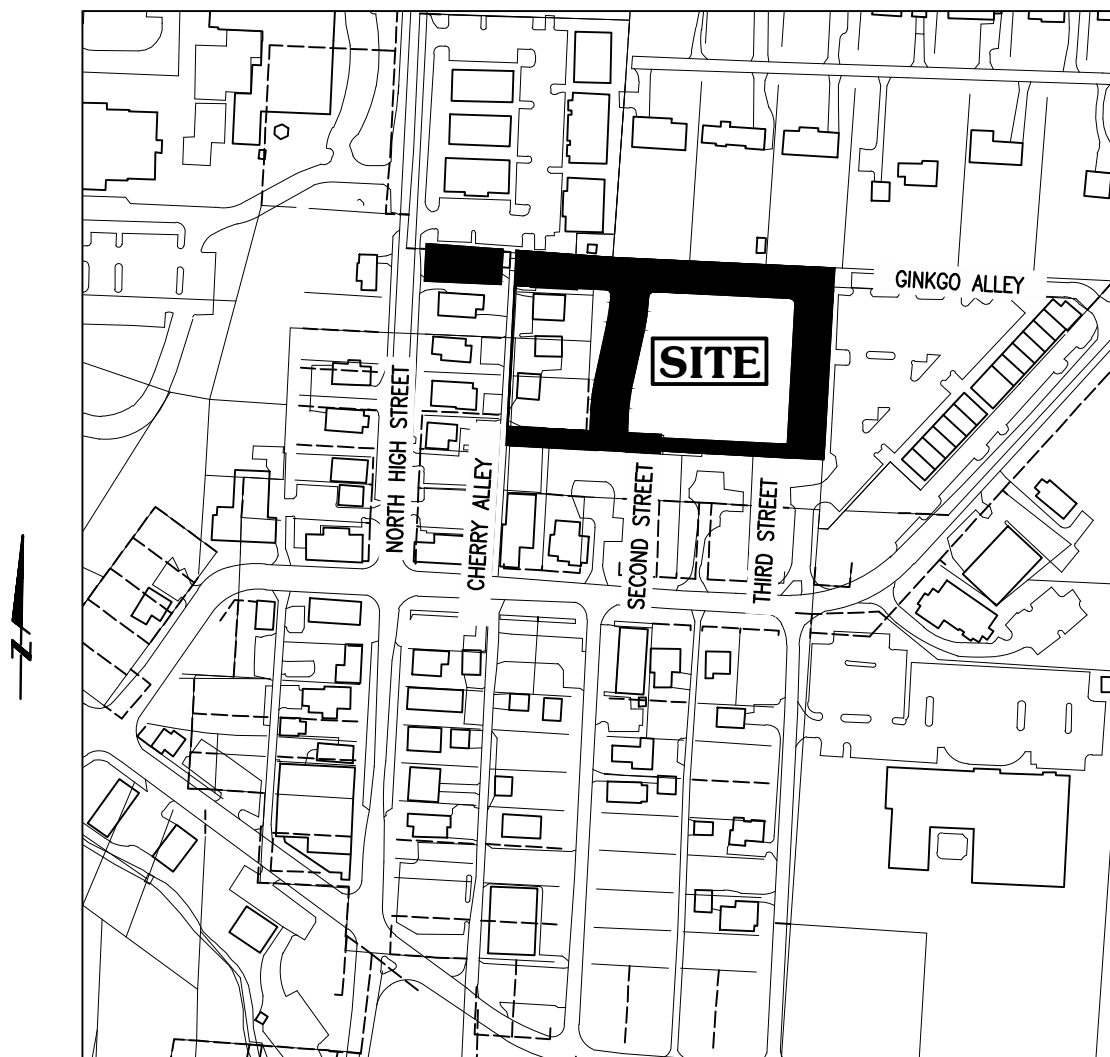 GINKGO ALLEY
SITE
NORTH HIGH STREET
CHERRY ALLEY
SECOND STREET
THIRD STREET
N